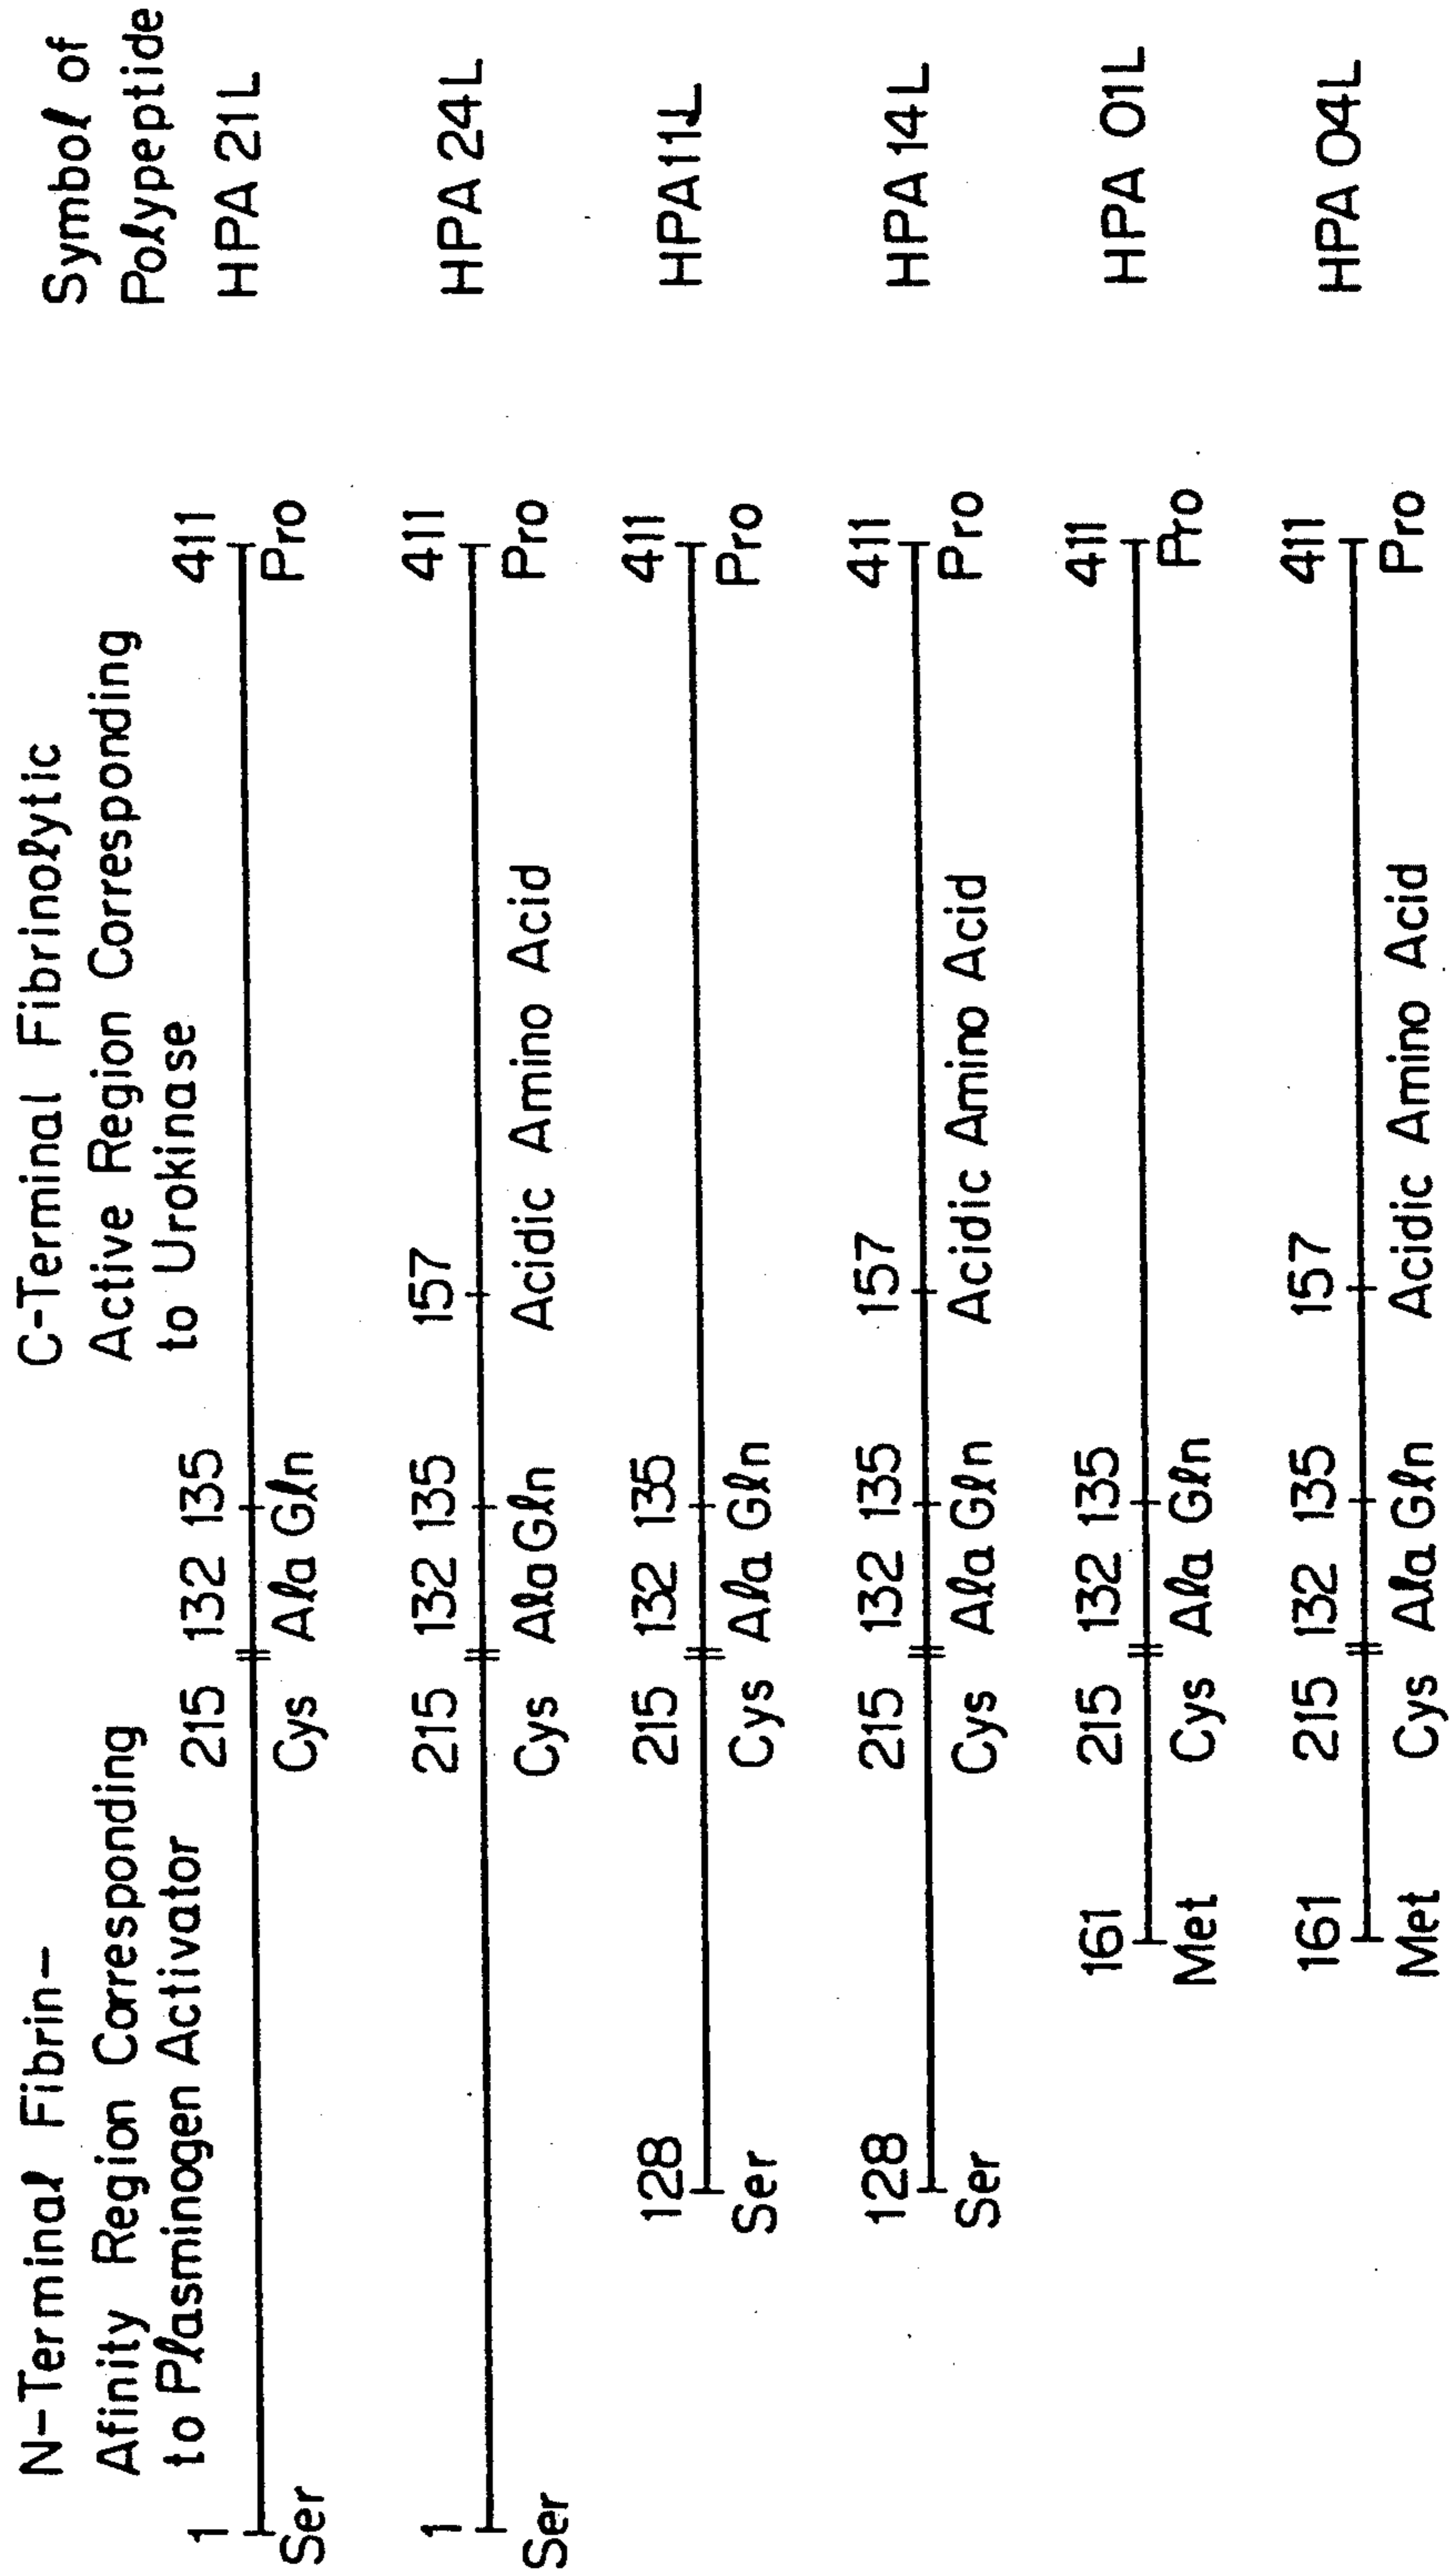 N-Terminal Fibrin-
Afinity Region Corresponding
to Plasminogen Activator
C-Terminal Fibrinolytic
Active Region Corresponding
to Urokinase
Symbol of
Polypeptide
1 215 132 135 411
Ser Cys Ala Gln Pro
HPA 21L
1 215 132 135 157 411
Ser Cys Ala Gln Acidic Amino Acid Pro
HPA 24L
128 215 132 135 411
Ser Cys Ala Gln Pro
HPA 11L
128 215 132 135 157 411
Ser Cys Ala Gln Acidic Amino Acid Pro
HPA 14L
161 215 132 135 411
Met Cys Ala Gln Pro
HPA 01L
161 215 132 135 157 411
Met Cys Ala Gln Acidic Amino Acid Pro
HPA 04L